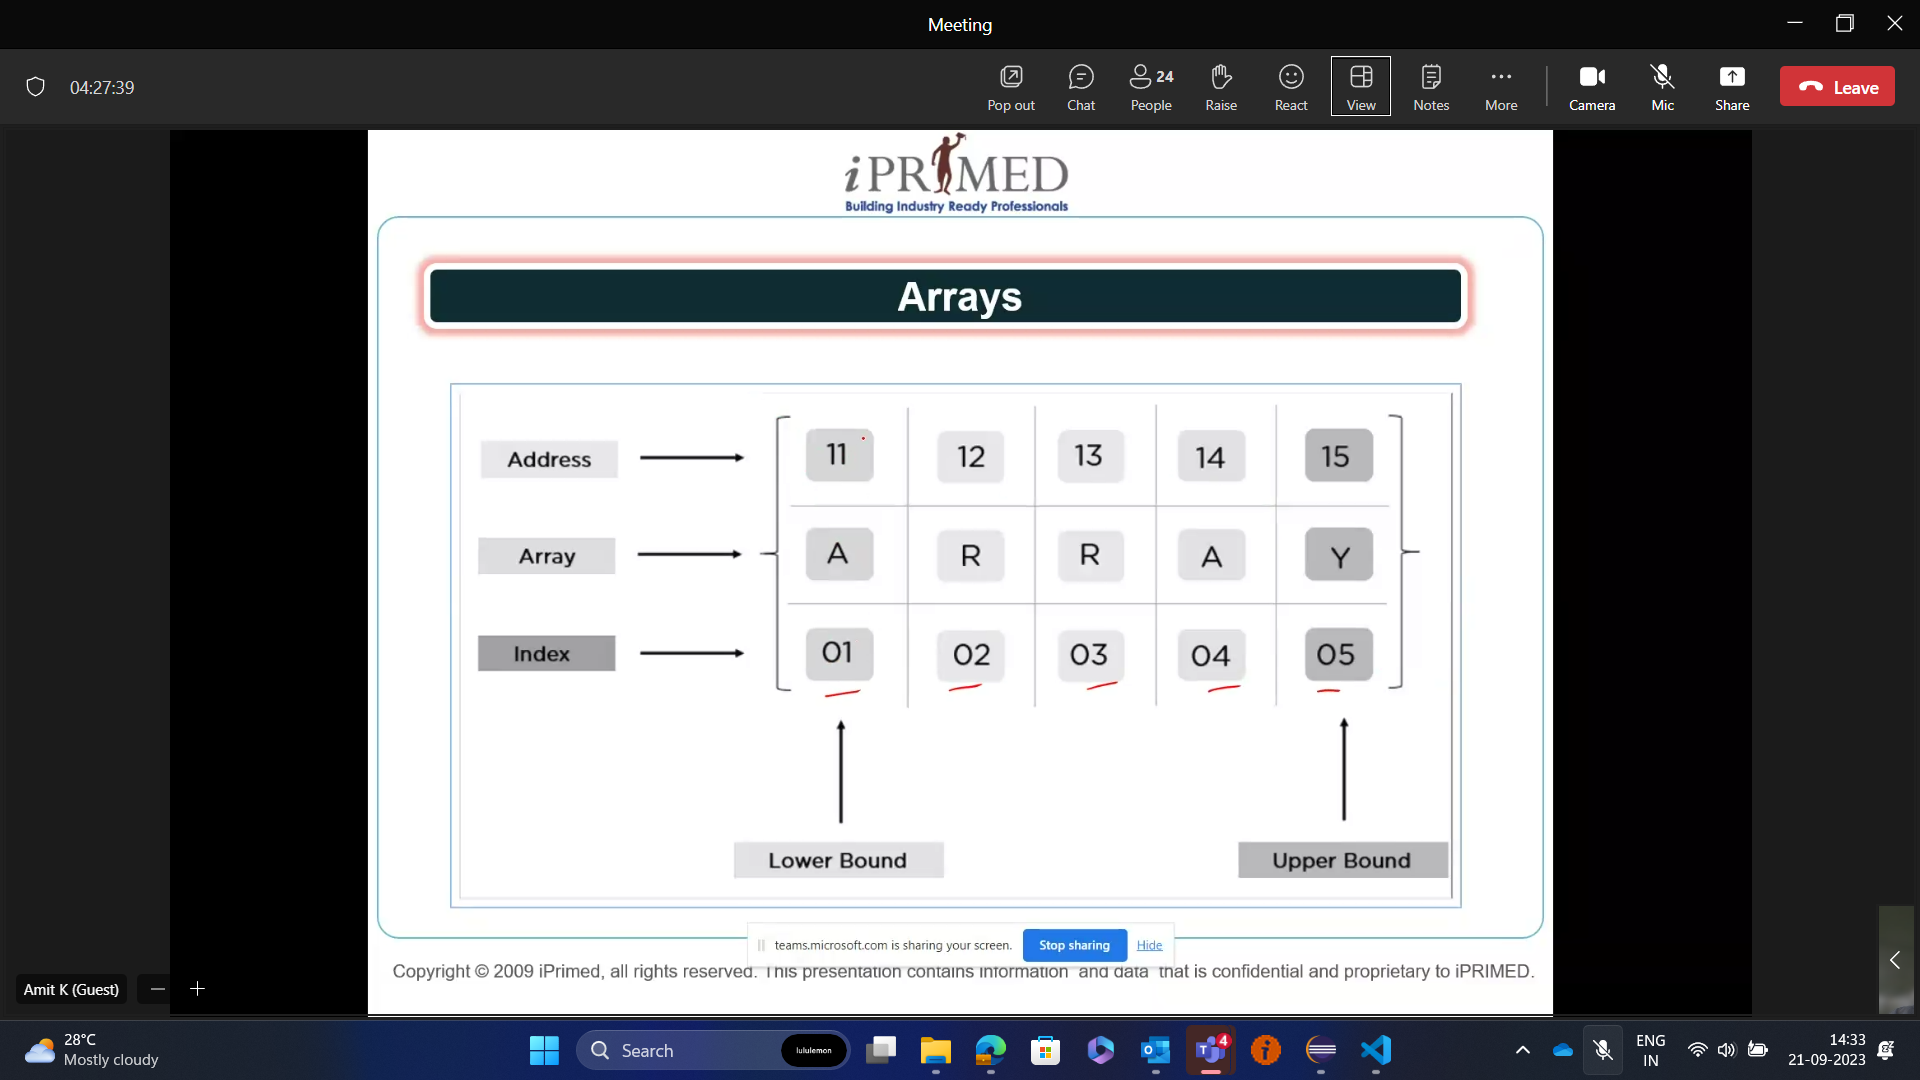 Meeting
04:27:39
Pop out
Chat
24
People
Raise
React
View
Notes
More
Camera
Mic
Share
Leave
iPRIMED
Building Industry Ready Professionals
Arrays
Address 11 12 13 14 15
Array A R R A Y
Index 01 02 03 04 05
Lower Bound Upper Bound
teams.microsoft.com is sharing your screen. Stop sharing Hide
Copyright © 2009 iPrimed, all rights reserved. This presentation contains information and data that is confidential and proprietary to iPRIMED.
Amit K (Guest)
28°C
Mostly cloudy
Search
lululemon
4
ENG
IN
14:33
21-09-2023